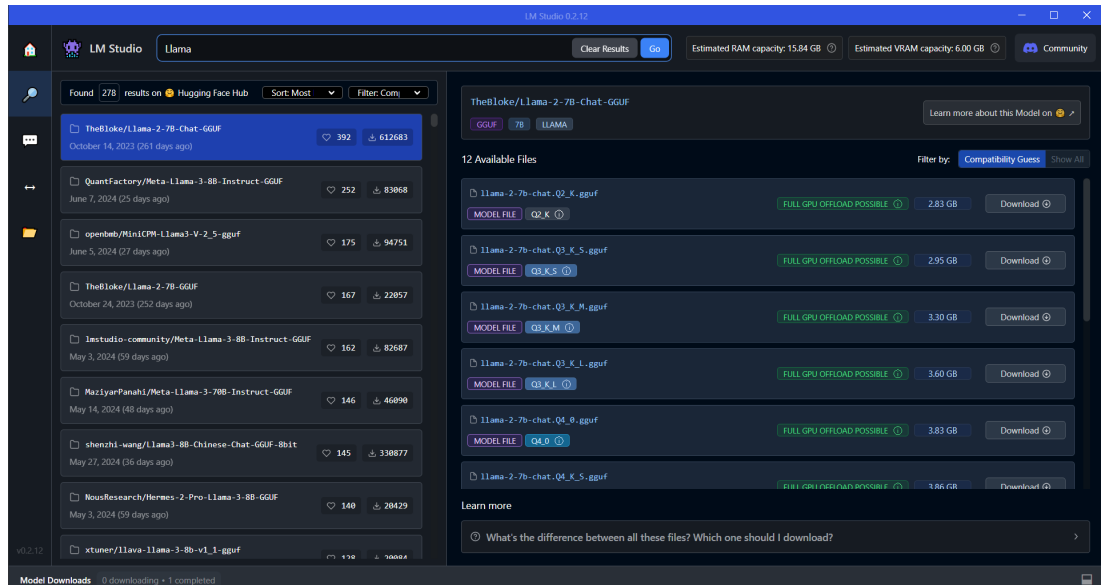 LM Studio 0.2.12
LM Studio
Llama
Clear Results
Go
Estimated RAM capacity: 15.84 GB
Estimated VRAM capacity: 6.00 GB
Community
Found 278 results on Hugging Face Hub
Sort: Most
Filter: Com
TheBloke/Llama-2-7B-Chat-GGUF
October 14, 2023 (261 days ago)
392
612683
QuantFactory/Meta-Llama-3-8B-Instruct-GGUF
June 7, 2024 (25 days ago)
252
83068
openbmb/MiniCPM-Llama3-V-2_5-gguf
June 5, 2024 (27 days ago)
175
94751
TheBloke/Llama-2-7B-GGUF
October 24, 2023 (252 days ago)
167
22057
lmstudio-community/Meta-Llama-3-8B-Instruct-GGUF
May 3, 2024 (59 days ago)
162
82687
MaziyarPanahi/Meta-Llama-3-70B-Instruct-GGUF
May 14, 2024 (48 days ago)
146
46090
shenzhi-wang/Llama3-8B-Chinese-Chat-GGUF-8bit
May 27, 2024 (36 days ago)
145
330877
NousResearch/Hermes-2-Pro-Llama-3-8B-GGUF
May 3, 2024 (59 days ago)
140
20429
xtuner/llava-llama-3-8b-v1_1-gguf
v0.2.12
TheBloke/Llama-2-7B-Chat-GGUF
GGUF 7B LLAMA
Learn more about this Model on
12 Available Files
Filter by: Compatibility Guess Show All
llama-2-7b-chat.Q2_K.gguf
MODEL FILE Q2_K
FULL GPU OFFLOAD POSSIBLE
2.83 GB
Download
llama-2-7b-chat.Q3_K_S.gguf
MODEL FILE Q3_K_S
FULL GPU OFFLOAD POSSIBLE
2.95 GB
Download
llama-2-7b-chat.Q3_K_M.gguf
MODEL FILE Q3_K_M
FULL GPU OFFLOAD POSSIBLE
3.30 GB
Download
llama-2-7b-chat.Q3_K_L.gguf
MODEL FILE Q3_K_L
FULL GPU OFFLOAD POSSIBLE
3.60 GB
Download
llama-2-7b-chat.Q4_0.gguf
MODEL FILE Q4_0
FULL GPU OFFLOAD POSSIBLE
3.83 GB
Download
llama-2-7b-chat.Q4_K_S.gguf
FULL GPU OFFLOAD POSSIBLE
3.86 GB
Download
Learn more
What's the difference between all these files? Which one should I download?
Model Downloads 0 downloading • 1 completed